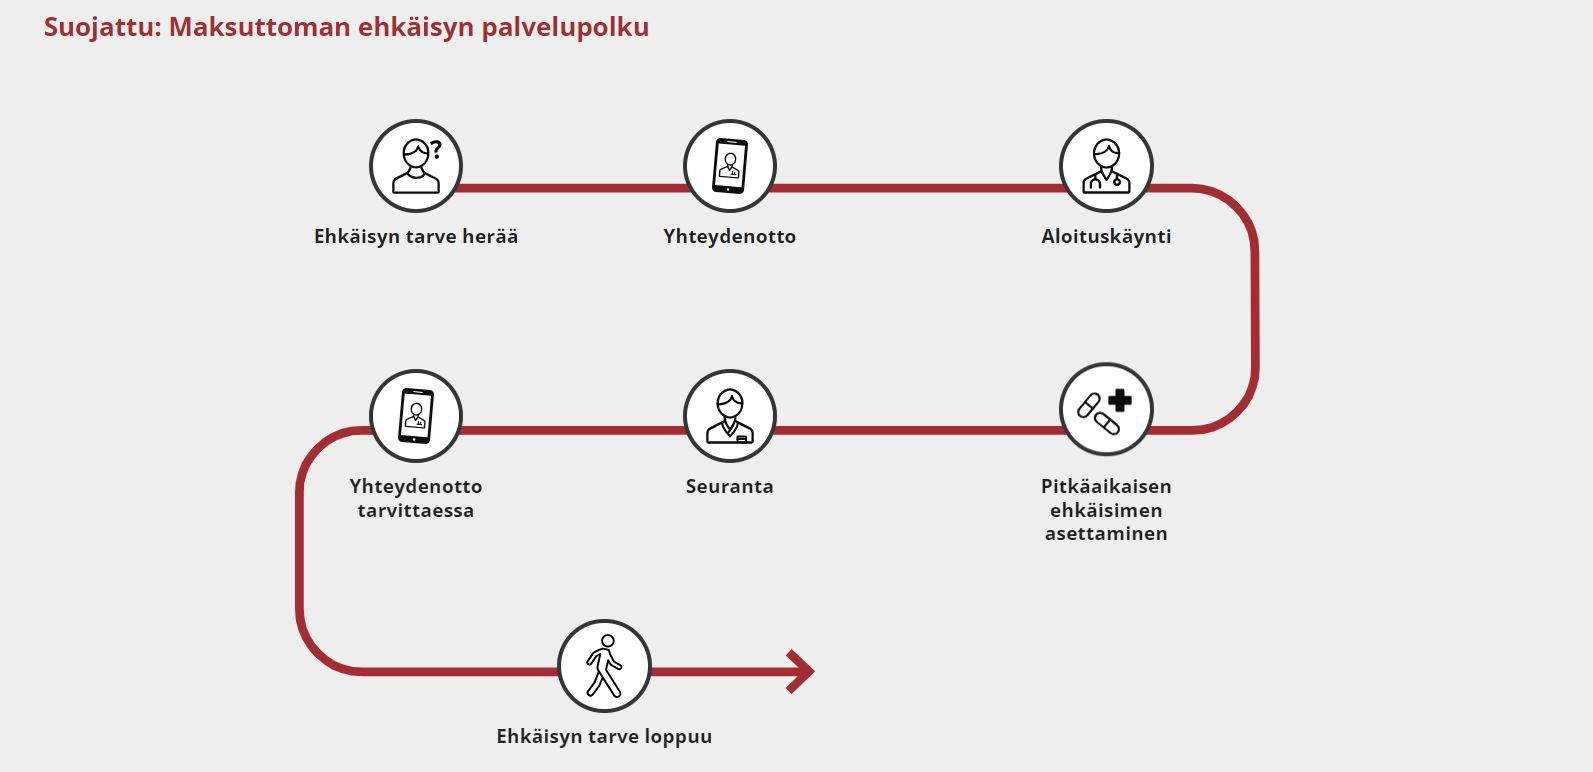 Suojattu: Maksuttoman ehkäisyn palvelupolku
?
Ehkäisyn tarve herää
Yhteydenotto
Aloituskäynti
Pitkäaikaisen
ehkäisimen
asettaminen
Seuranta
Yhteydenotto
tarvittaessa
Ehkäisyn tarve loppuu